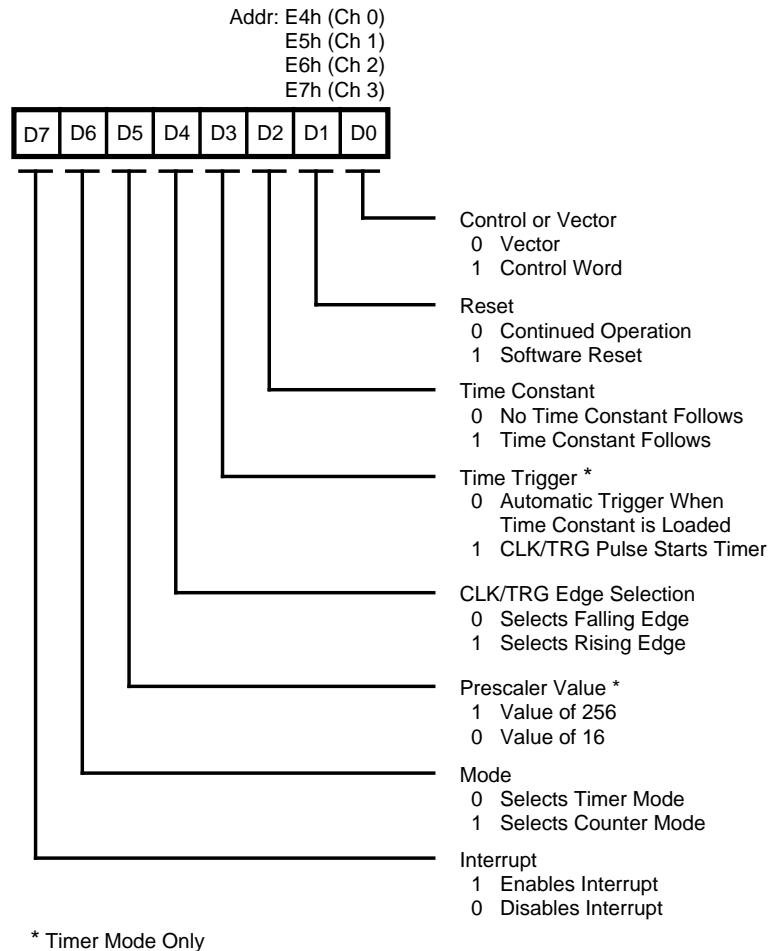 Addr: E4h (Ch 0)
E5h (Ch 1)
E6h (Ch 2)
E7h (Ch 3)
D7 D6 D5 D4 D3 D2 D1 D0
Control or Vector
0 Vector
1 Control Word
Reset
0 Continued Operation
1 Software Reset
Time Constant
0 No Time Constant Follows
1 Time Constant Follows
Time Trigger *
0 Automatic Trigger When
Time Constant is Loaded
1 CLK/TRG Pulse Starts Timer
CLK/TRG Edge Selection
0 Selects Falling Edge
1 Selects Rising Edge
Prescaler Value *
1 Value of 256
0 Value of 16
Mode
0 Selects Timer Mode
1 Selects Counter Mode
Interrupt
1 Enables Interrupt
0 Disables Interrupt
* Timer Mode Only